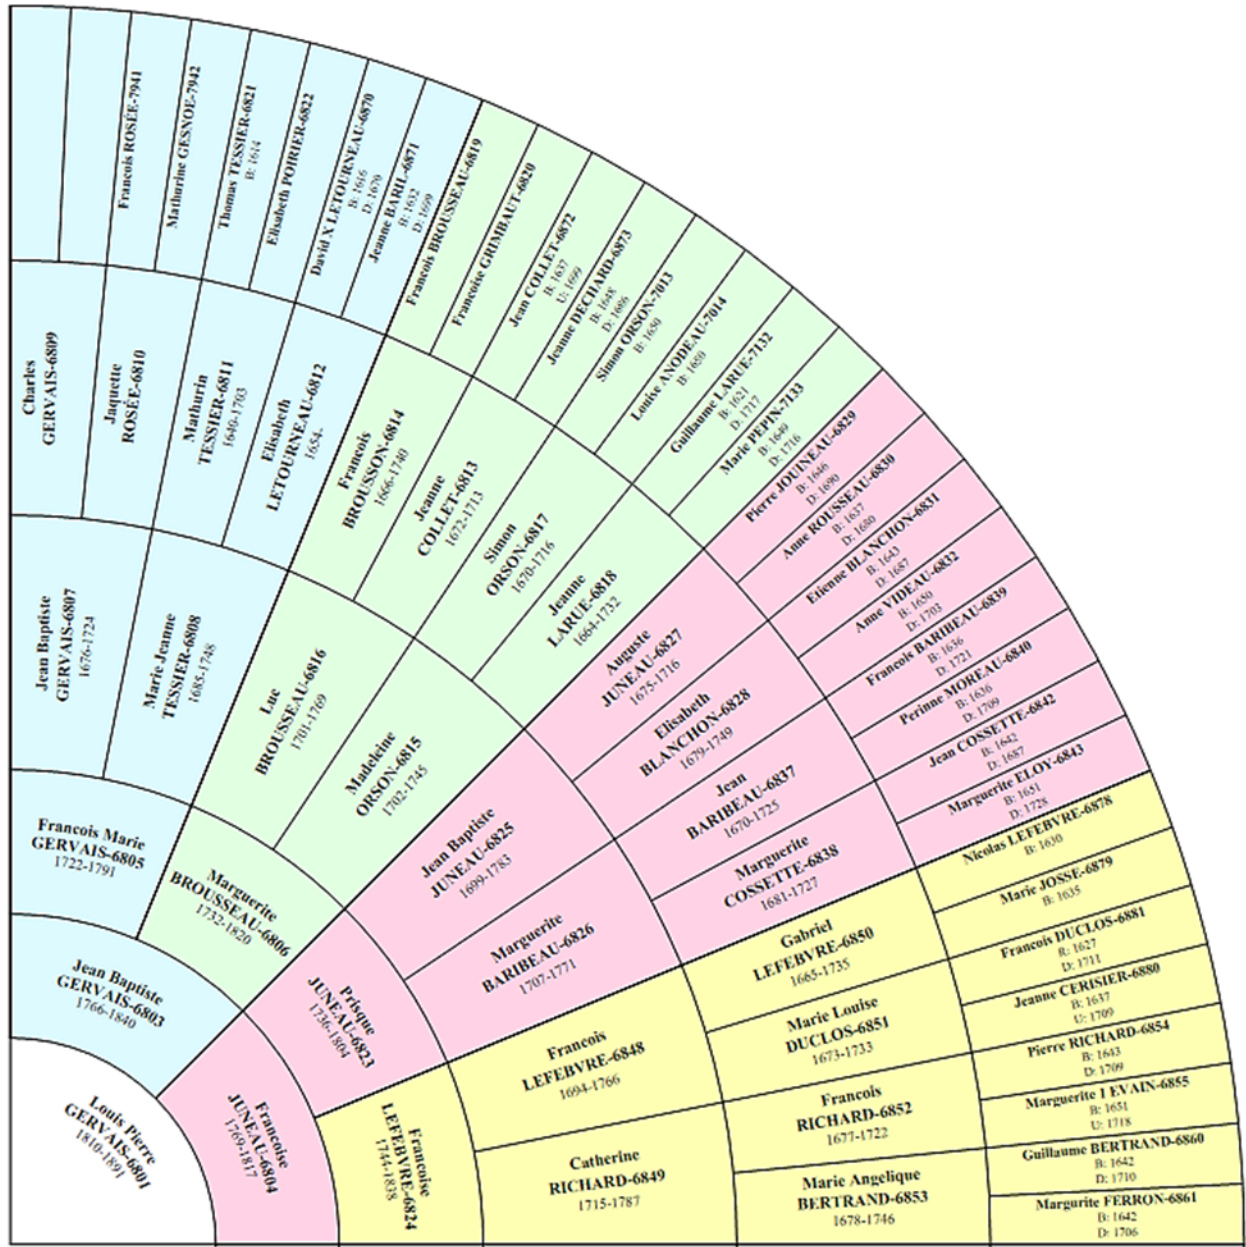 Francois ROSÉE-7941
Mathurine GESNOE-7942
Thomas TESSIER-6821
B: 1614
Elisabeth POIRIER-6822
David X LETOURNEAU-6870
B: 1616
D: 1670
Jeanne BARIL-6871
B: 1632
D: 1699
Francois BROUSSEAU-6819
Francoise GRIMBAUT-6820
Jean COLLET-6872
B: 1637
U: 1699
Jeanne DECHARD-6873
B: 1648
D: 1686
Simon ORSON-7013
B: 1650
Louise ANODEAU-7014
B: 1650
Guillaume LARUE-7132
B: 1621
D: 1717
Marie PEPIN-7133
B: 1649
D: 1716
Pierre JOUINEAU-6829
B: 1646
D: 1690
Anne ROUSSEAU-6830
B: 1637
D: 1680
Etienne BLANCHON-6831
B: 1643
D: 1687
Anne VIDEAU-6832
B: 1650
D: 1703
Francois BARIBEAU-6839
B: 1636
D: 1721
Perinne MOREAU-6840
B: 1636
D: 1709
Jean COSSETTE-6842
B: 1642
D: 1687
Marguerite ELOY-6843
B: 1651
D: 1728
Nicolas LEFEBVRE-6878
B: 1630
Marie JOSSE-6879
B: 1635
Francois DUCLOS-6881
B: 1627
D: 1711
Jeanne CERISIER-6880
B: 1637
U: 1709
Pierre RICHARD-6854
B: 1643
D: 1709
Marguerite I EVAIN-6855
B: 1651
U: 1718
Guillaume BERTRAND-6860
B: 1642
D: 1710
Margurite FERRON-6861
B: 1642
D: 1706
Charles
GERVAIS-6809
Jaquette
ROSÉE-6810
Mathurin
TESSIER-6811
1640-1703
Elisabeth
LETOURNEAU-6812
1654-
Francois
BROUSSON-6814
1666-1740
Jeanne
COLLET-6813
1672-1713
Simon
ORSON-6817
1670-1716
Jeanne
LARUE-6818
1664-1732
Auguste
JUNEAU-6827
1675-1716
Elisabeth
BLANCHON-6828
1679-1749
Jean
BARIBEAU-6837
1670-1725
Marguerite
COSSETTE-6838
1681-1727
Gabriel
LEFEBVRE-6850
1665-1735
Marie Louise
DUCLOS-6851
1673-1733
Francois
RICHARD-6852
1677-1722
Marie Angelique
BERTRAND-6853
1678-1746
Jean Baptiste
GERVAIS-6807
1676-1724
Marie Jeanne
TESSIER-6808
1685-1748
Luc
BROUSSEAU-6816
1701-1769
Madeleine
ORSON-6815
1702-1745
Jean Baptiste
JUNEAU-6825
1699-1783
Marguerite
BARIBEAU-6826
1707-1771
Francois
LEFEBVRE-6848
1694-1766
Catherine
RICHARD-6849
1715-1787
Francois Marie
GERVAIS-6805
1722-1791
Marguerite
BROUSSEAU-6806
1732-1820
Prisque
JUNEAU-6823
1736-1804
Francoise
LEFEBVRE-6824
1744-1838
Jean Baptiste
GERVAIS-6803
1766-1840
Francoise
JUNEAU-6804
1769-1817
Louis Pierre
GERVAIS-6801
1810-1891